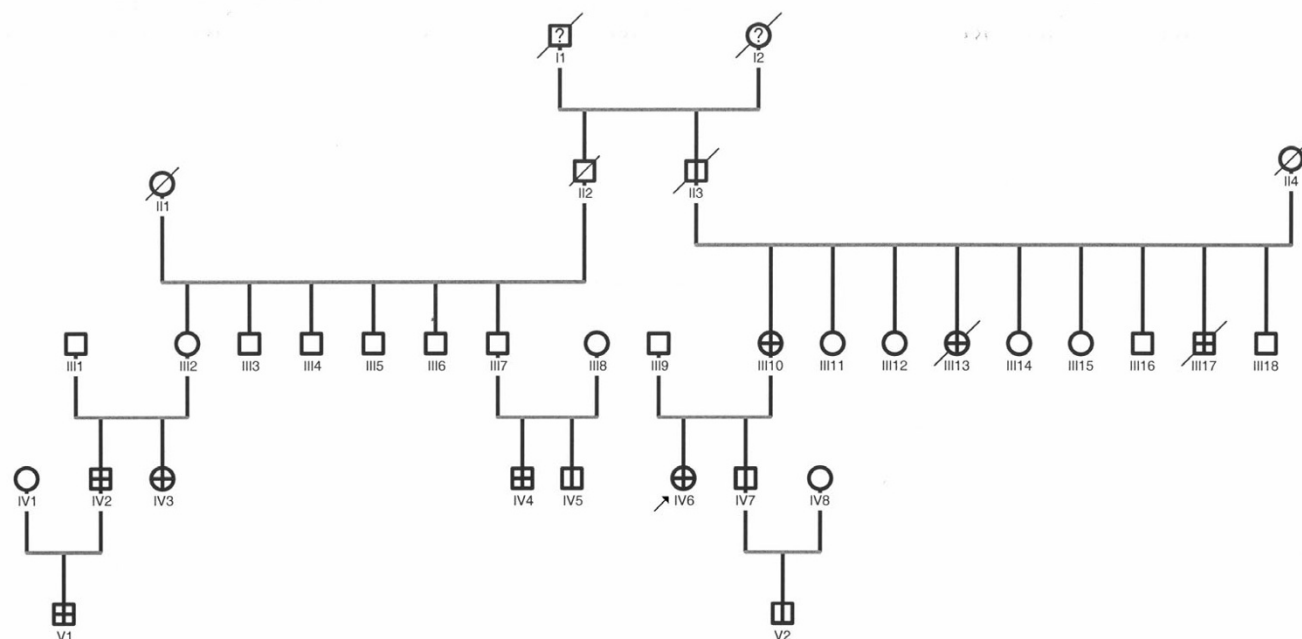 ? ?
I1 I2
II1 II2 II3 II4
III1 III2 III3 III4 III5 III6 III7 III8 III9 III10 III11 III12 III13 III14 III15 III16 III17 III18
IV1 IV2 IV3 IV4 IV5 IV6 IV7 IV8
V1 V2